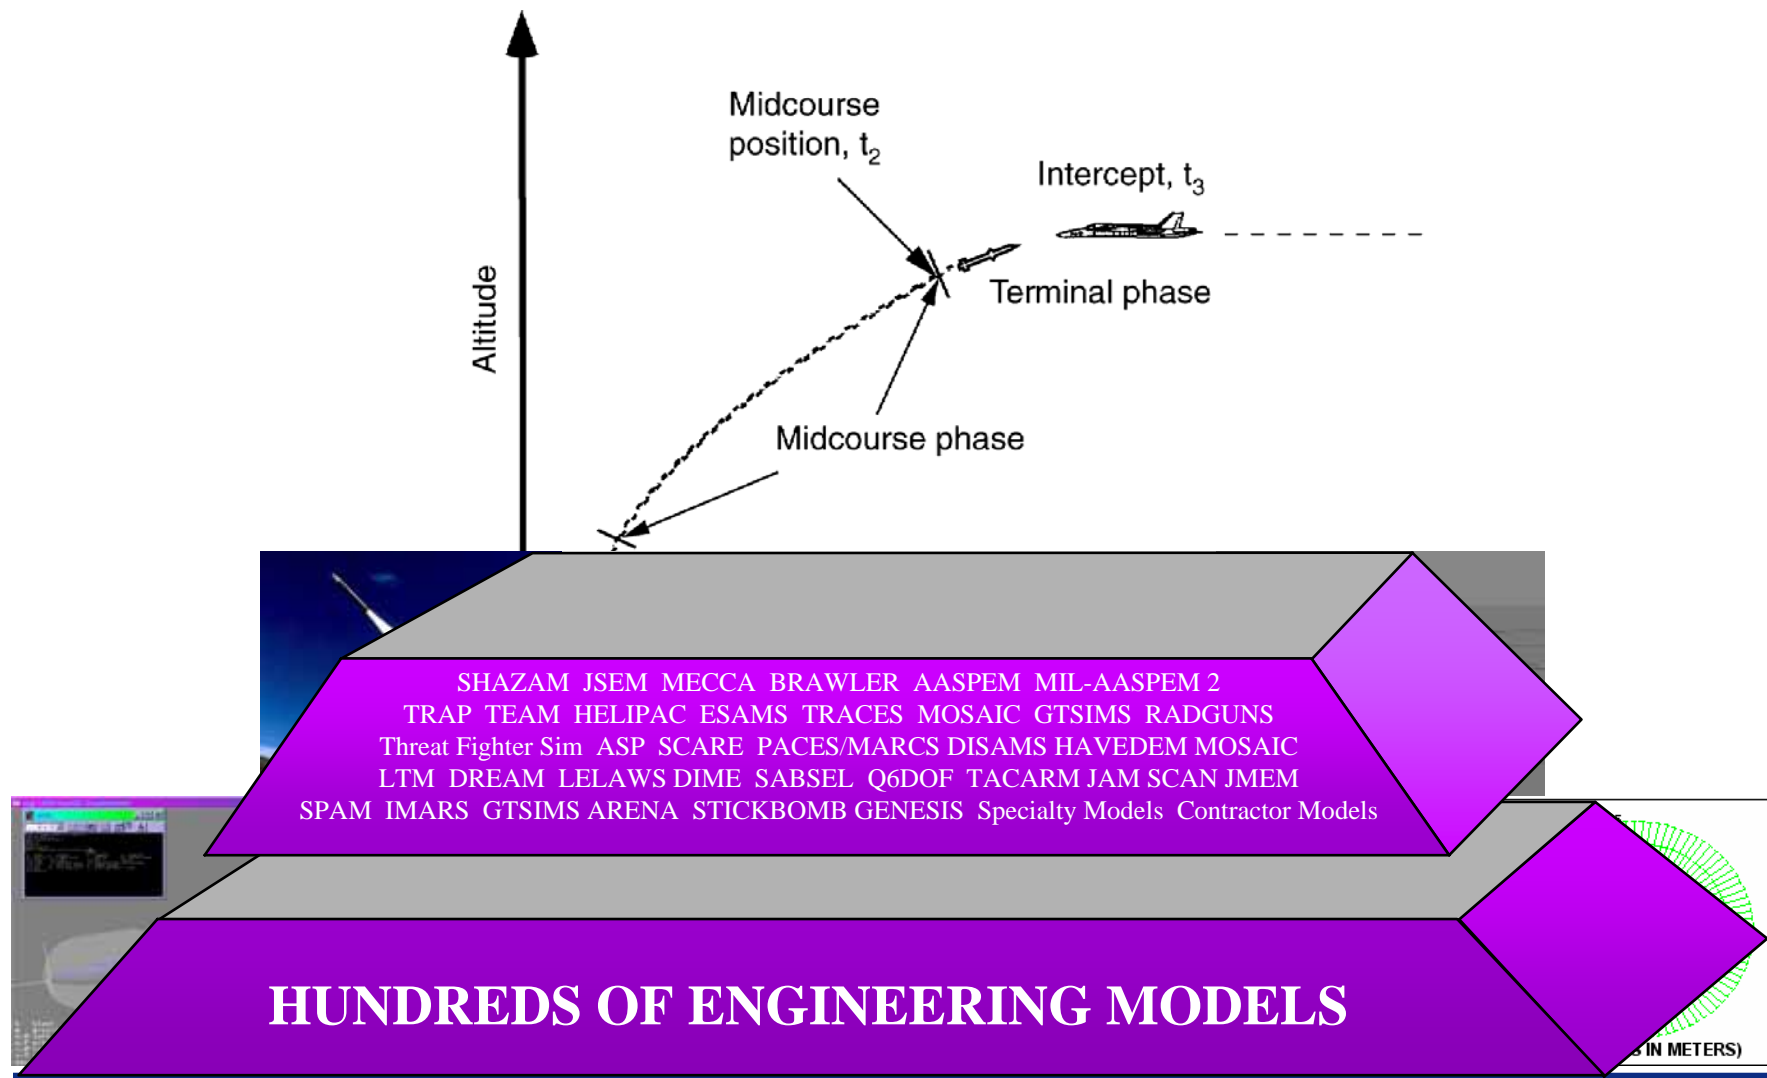 Midcourse
position, t2
Intercept, t3
Altitude
Terminal phase
Midcourse phase
SHAZAM JSEM MECCA BRAWLER AASPEM MIL-AASPEM 2
TRAP TEAM HELIPAC ESAMS TRACES MOSAIC GTSIMS RADGUNS
Threat Fighter Sim ASP SCARE PACES/MARCS DISAMS HAVEDEM MOSAIC
LTM DREAM LELAWS DIME SABSEL Q6DOF TACARM JAM SCAN JMEM
SPAM IMARS GTSIMS ARENA STICKBOMB GENESIS Specialty Models Contractor Models
HUNDREDS OF ENGINEERING MODELS
IN METERS)